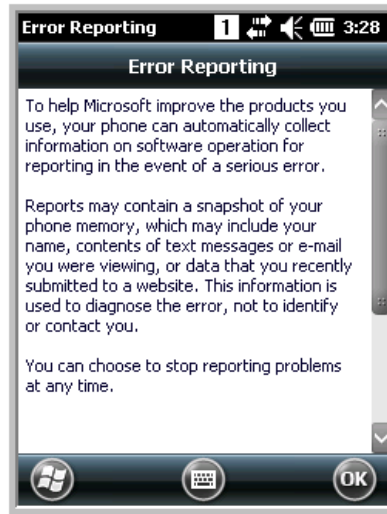 Error Reporting 1 3:28
Error Reporting
To help Microsoft improve the products you
use, your phone can automatically collect
information on software operation for
reporting in the event of a serious error.
Reports may contain a snapshot of your
phone memory, which may include your
name, contents of text messages or e-mail
you were viewing, or data that you recently
submitted to a website. This information is
used to diagnose the error, not to identify
or contact you.
You can choose to stop reporting problems
at any time.
OK